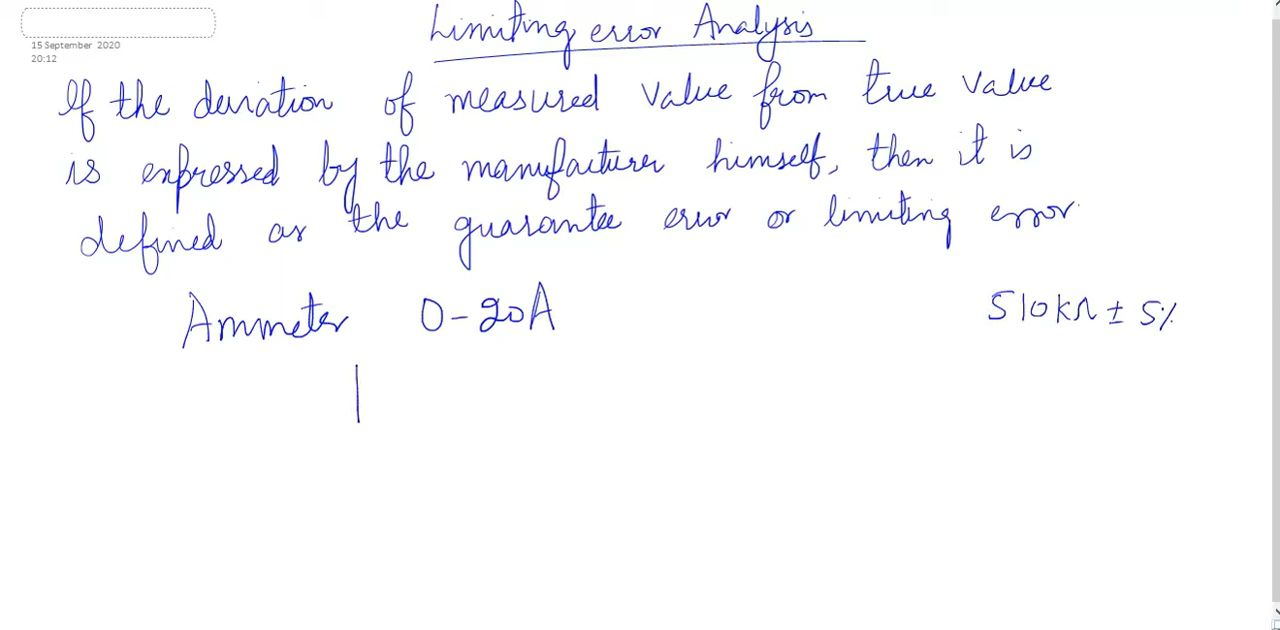 Limiting error Analysis
15 September 2020
20:12
If the deviation of measured value from true value
is expressed by the manufacturer himself, then it is
defined as the guarantee error or limiting error.
Ammeter 0-20A 510kΩ ± 5%